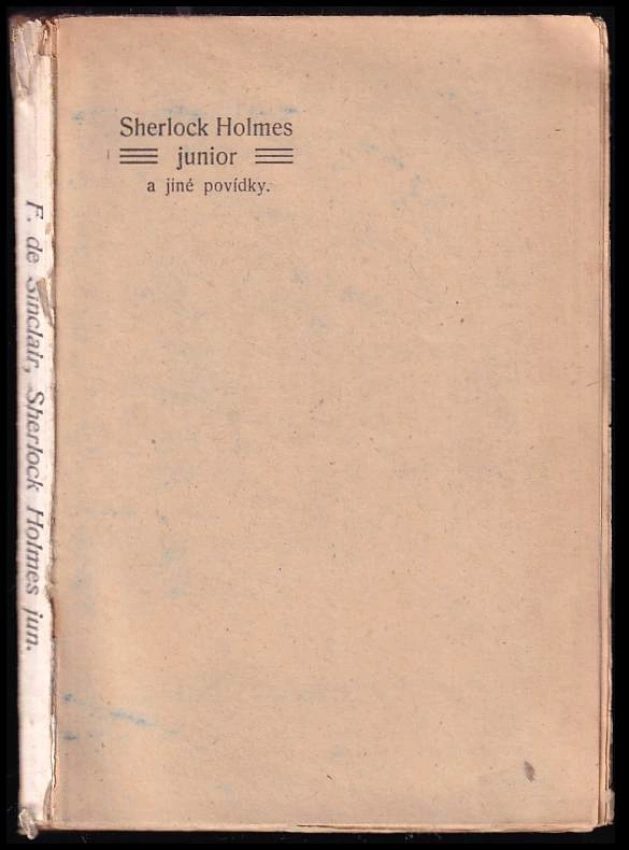 Sherlock Holmes
junior
a jiné povídky.
F. de Sinclair, Sherlock Holmes jun.